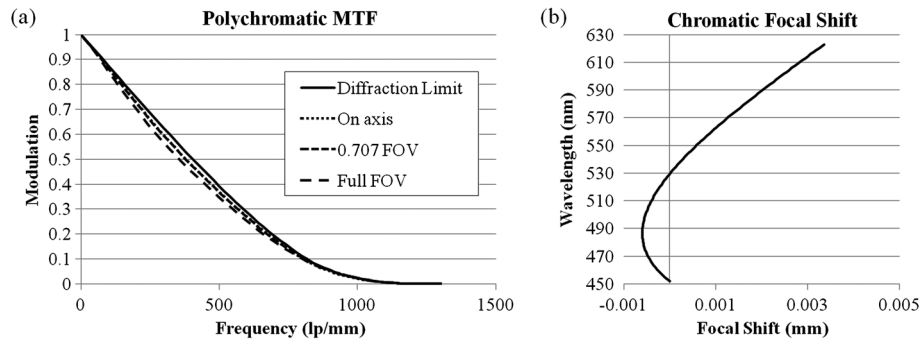 (a)
Polychromatic MTF
1
0.9
0.8
0.7
0.6
0.5
0.4
0.3
0.2
0.1
0
Modulation
Diffraction Limit
On axis
0.707 FOV
Full FOV
0
500
1000
1500
Frequency (lp/mm)
(b)
Chromatic Focal Shift
630
610
590
570
550
530
510
490
470
450
Wavelength (nm)
-0.001
0.001
0.003
0.005
Focal Shift (mm)